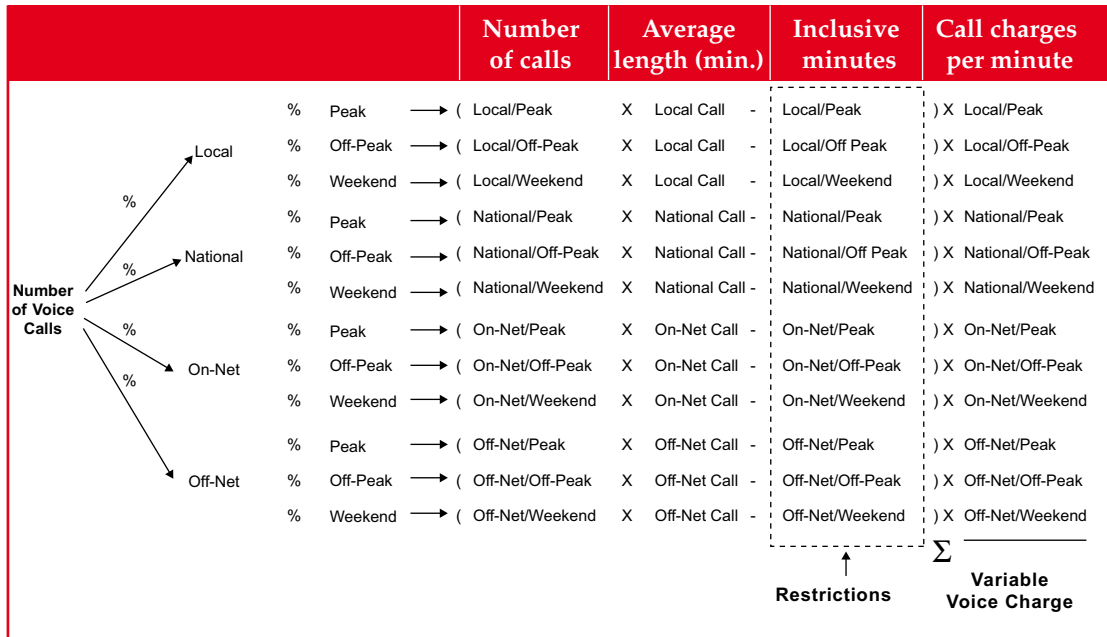 Number of calls Average length (min.) Inclusive minutes Call charges per minute
% Peak ( Local/Peak X Local Call - Local/Peak ) X Local/Peak
% Off-Peak ( Local/Off-Peak X Local Call - Local/Off Peak ) X Local/Off-Peak
Local
% Weekend ( Local/Weekend X Local Call - Local/Weekend ) X Local/Weekend
%
% Peak ( National/Peak X National Call - National/Peak ) X National/Peak
% National % Off-Peak ( National/Off-Peak X National Call - National/Off Peak ) X National/Off-Peak
Number of Voice Calls
% Weekend ( National/Weekend X National Call - National/Weekend ) X National/Weekend
% % Peak ( On-Net/Peak X On-Net Call - On-Net/Peak ) X On-Net/Peak
On-Net % Off-Peak ( On-Net/Off-Peak X On-Net Call - On-Net/Off-Peak ) X On-Net/Off-Peak
%
% Weekend ( On-Net/Weekend X On-Net Call - On-Net/Weekend ) X On-Net/Weekend
% Peak ( Off-Net/Peak X Off-Net Call - Off-Net/Peak ) X Off-Net/Peak
Off-Net % Off-Peak ( Off-Net/Off-Peak X Off-Net Call - Off-Net/Off-Peak ) X Off-Net/Off-Peak
% Weekend ( Off-Net/Weekend X Off-Net Call - Off-Net/Weekend ) X Off-Net/Weekend
Σ
Restrictions
Variable
Voice Charge